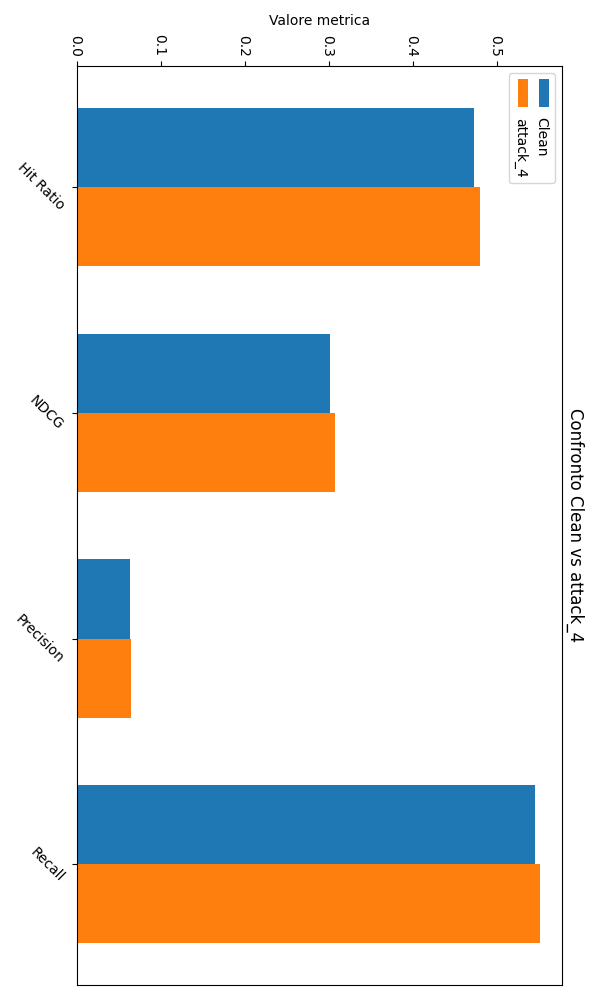 Confronto Clean vs attack_4
Valore metrica
0.0
0.1
0.2
0.3
0.4
0.5
Clean
attack_4
Hit Ratio
NDCG
Precision
Recall